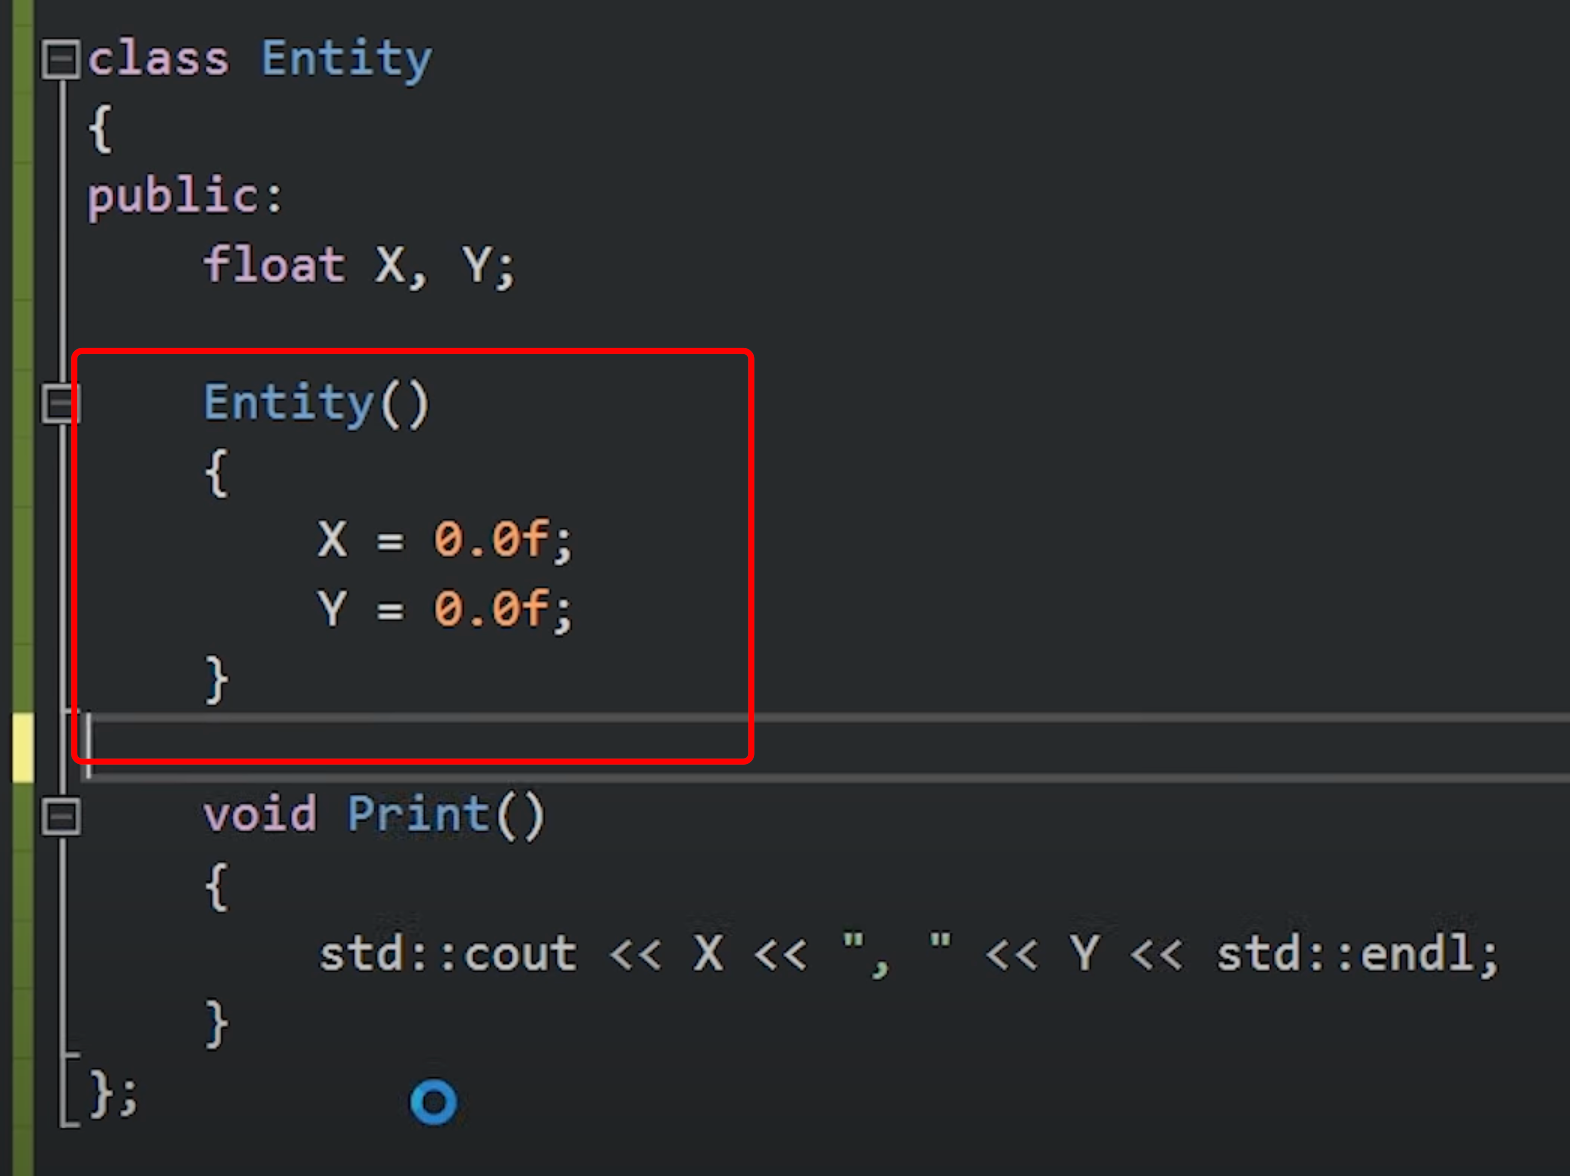 class Entity
{
public:
    float X, Y;

    Entity()
    {
        X = 0.0f;
        Y = 0.0f;
    }

    void Print()
    {
        std::cout << X << ", " << Y << std::endl;
    }
};